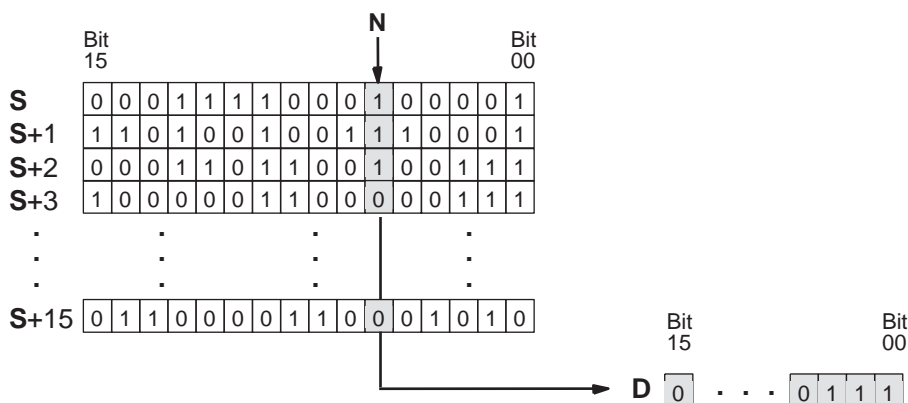 N
Bit Bit
15 00
S 0 0 0 1 1 1 1 0 0 0 1 0 0 0 0 1
S+1 1 1 0 1 0 0 1 0 0 1 1 1 0 0 0 1
S+2 0 0 0 1 1 0 1 1 0 0 1 0 0 1 1 1
S+3 1 0 0 0 0 0 1 1 0 0 0 0 0 1 1 1
S+15 0 1 1 0 0 0 0 1 1 0 0 0 1 0 1 0
Bit Bit
15 00
D 0 . . . 0 1 1 1